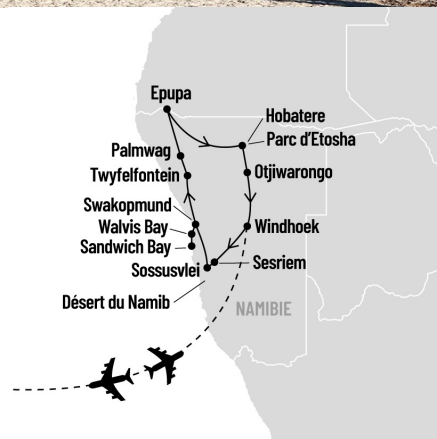 Epupa
Hobatere
Parc d'Etosha
Palmwag
Twyfelfontein
Otjiwarongo
Swakopmund
Walvis Bay
Sandwich Bay
Windhoek
Sossusvlei
Sesriem
Désert du Namib
NAMIBIE